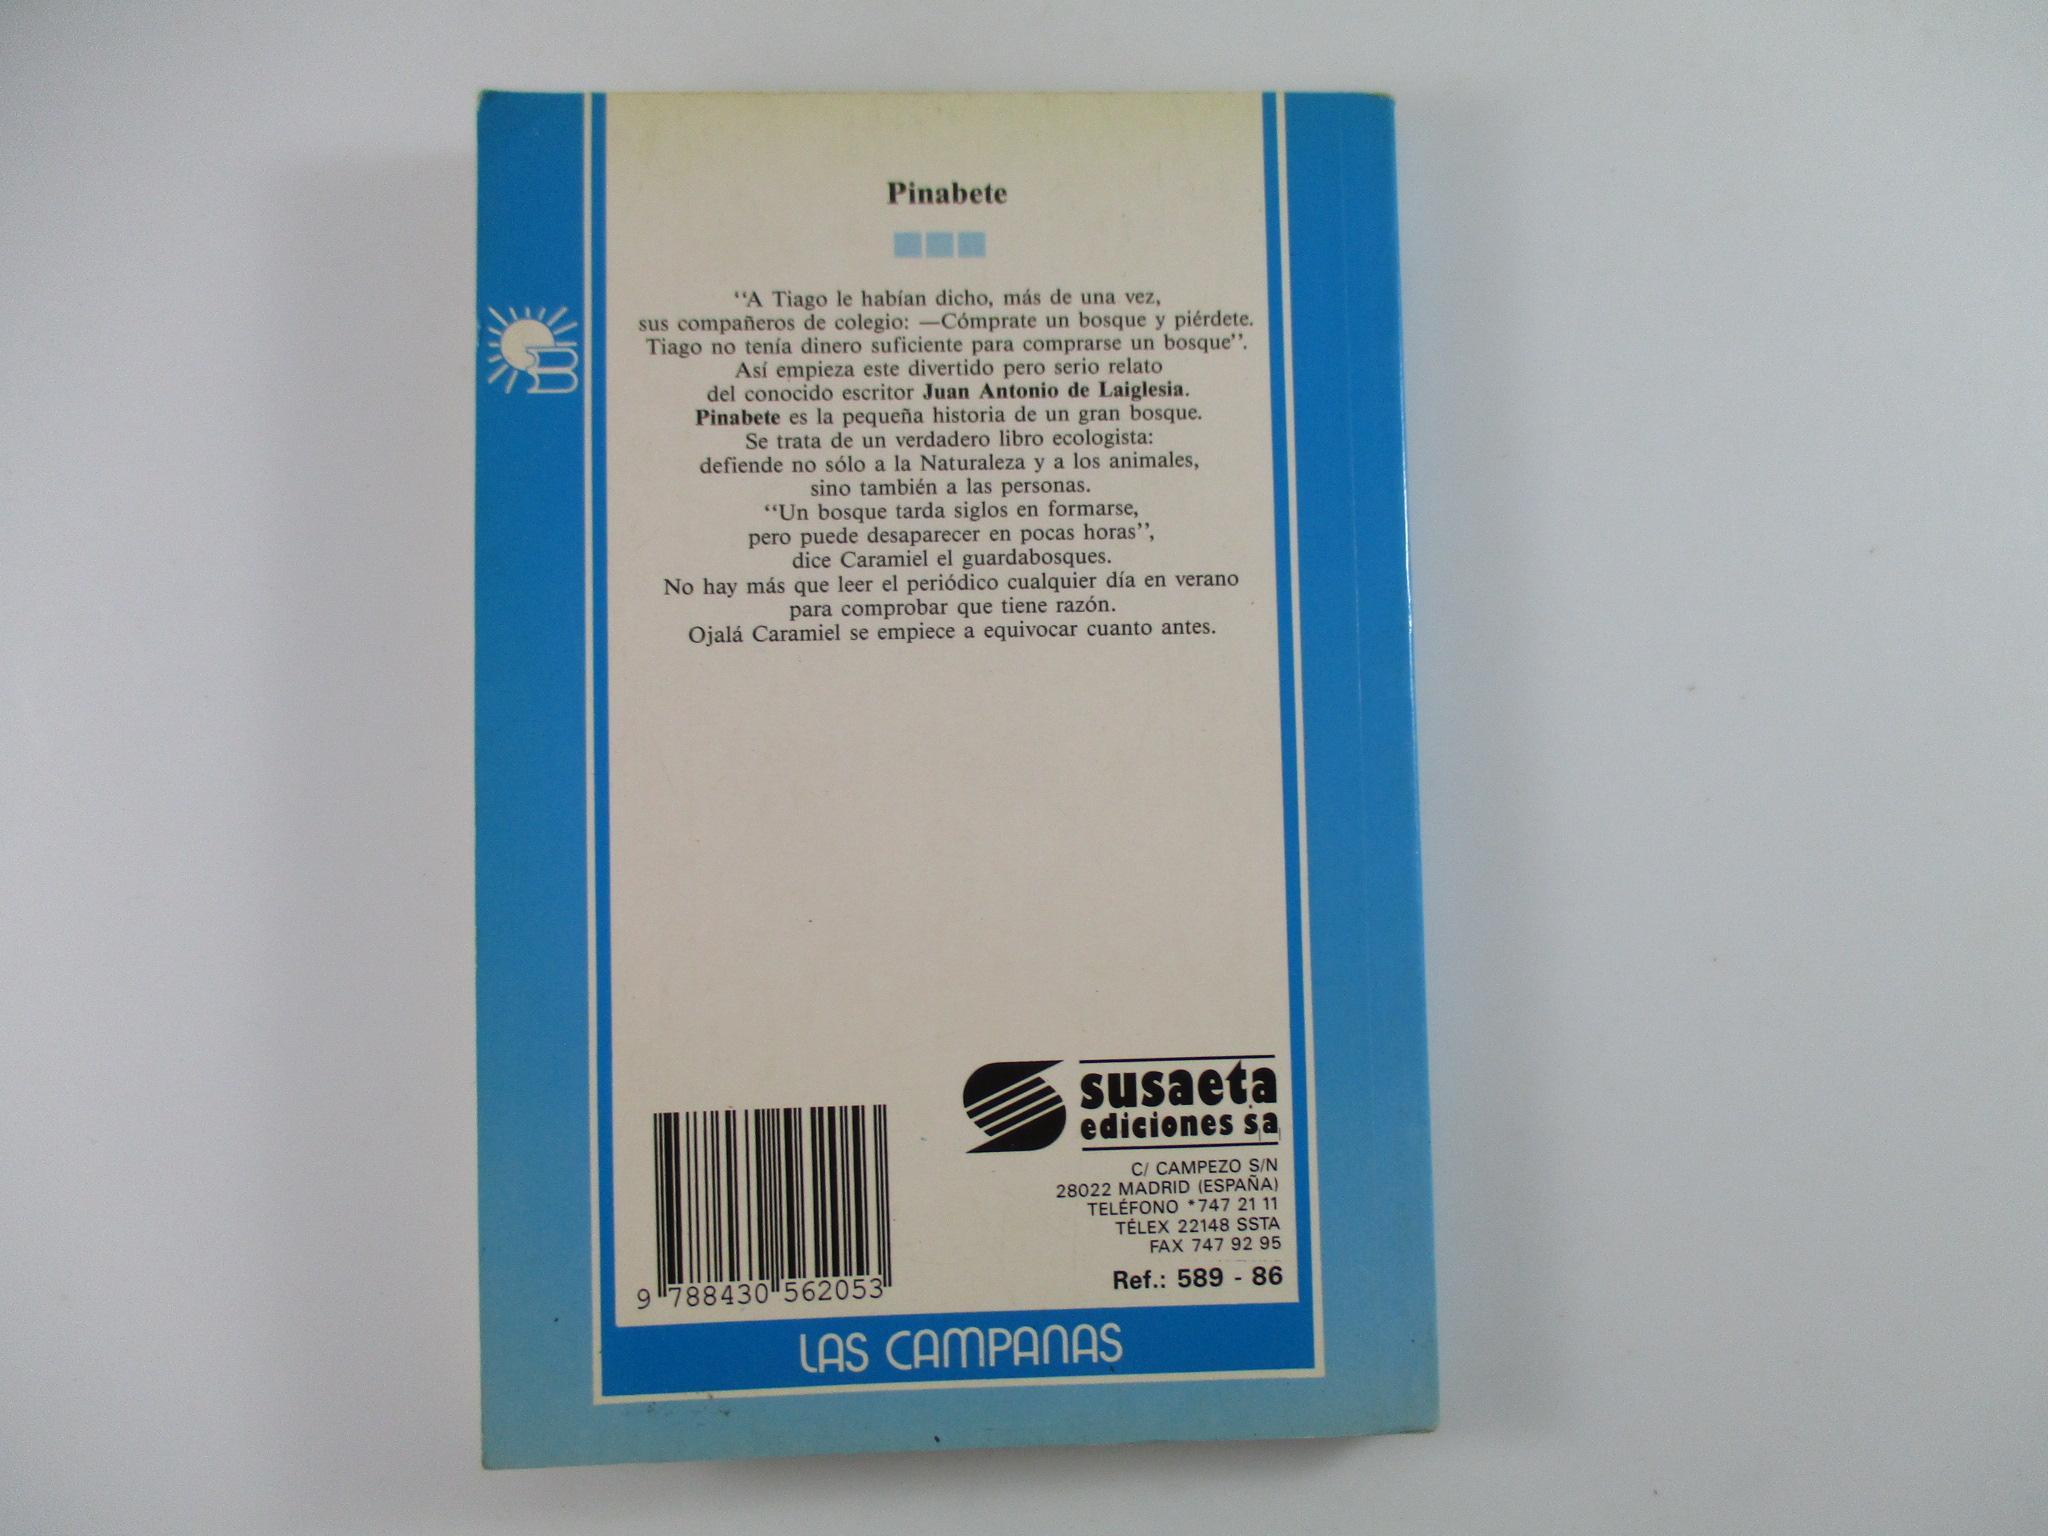 Pinabete
“A Tiago le habían dicho, más de una vez,
sus compañeros de colegio: —Cómprate un bosque y piérdete.
Tiago no tenía dinero suficiente para comprarse un bosque”.
Así empieza este divertido pero serio relato
del conocido escritor Juan Antonio de Laiglesia.
Pinabete es la pequeña historia de un gran bosque.
Se trata de un verdadero libro ecologista:
defiende no sólo a la Naturaleza y a los animales,
sino también a las personas.
“Un bosque tarda siglos en formarse,
pero puede desaparecer en pocas horas”,
dice Caramiel el guardabosques.
No hay más que leer el periódico cualquier día en verano
para comprobar que tiene razón.
Ojalá Caramiel se empiece a equivocar cuanto antes.
susaeta
ediciones sa
C/ CAMPEZO S/N
28022 MADRID (ESPAÑA)
TELÉFONO *747 21 11
TÉLEX 22148 SSTA
FAX 747 92 95
Ref.: 589 - 86
9 788430 562053
LAS CAMPANAS